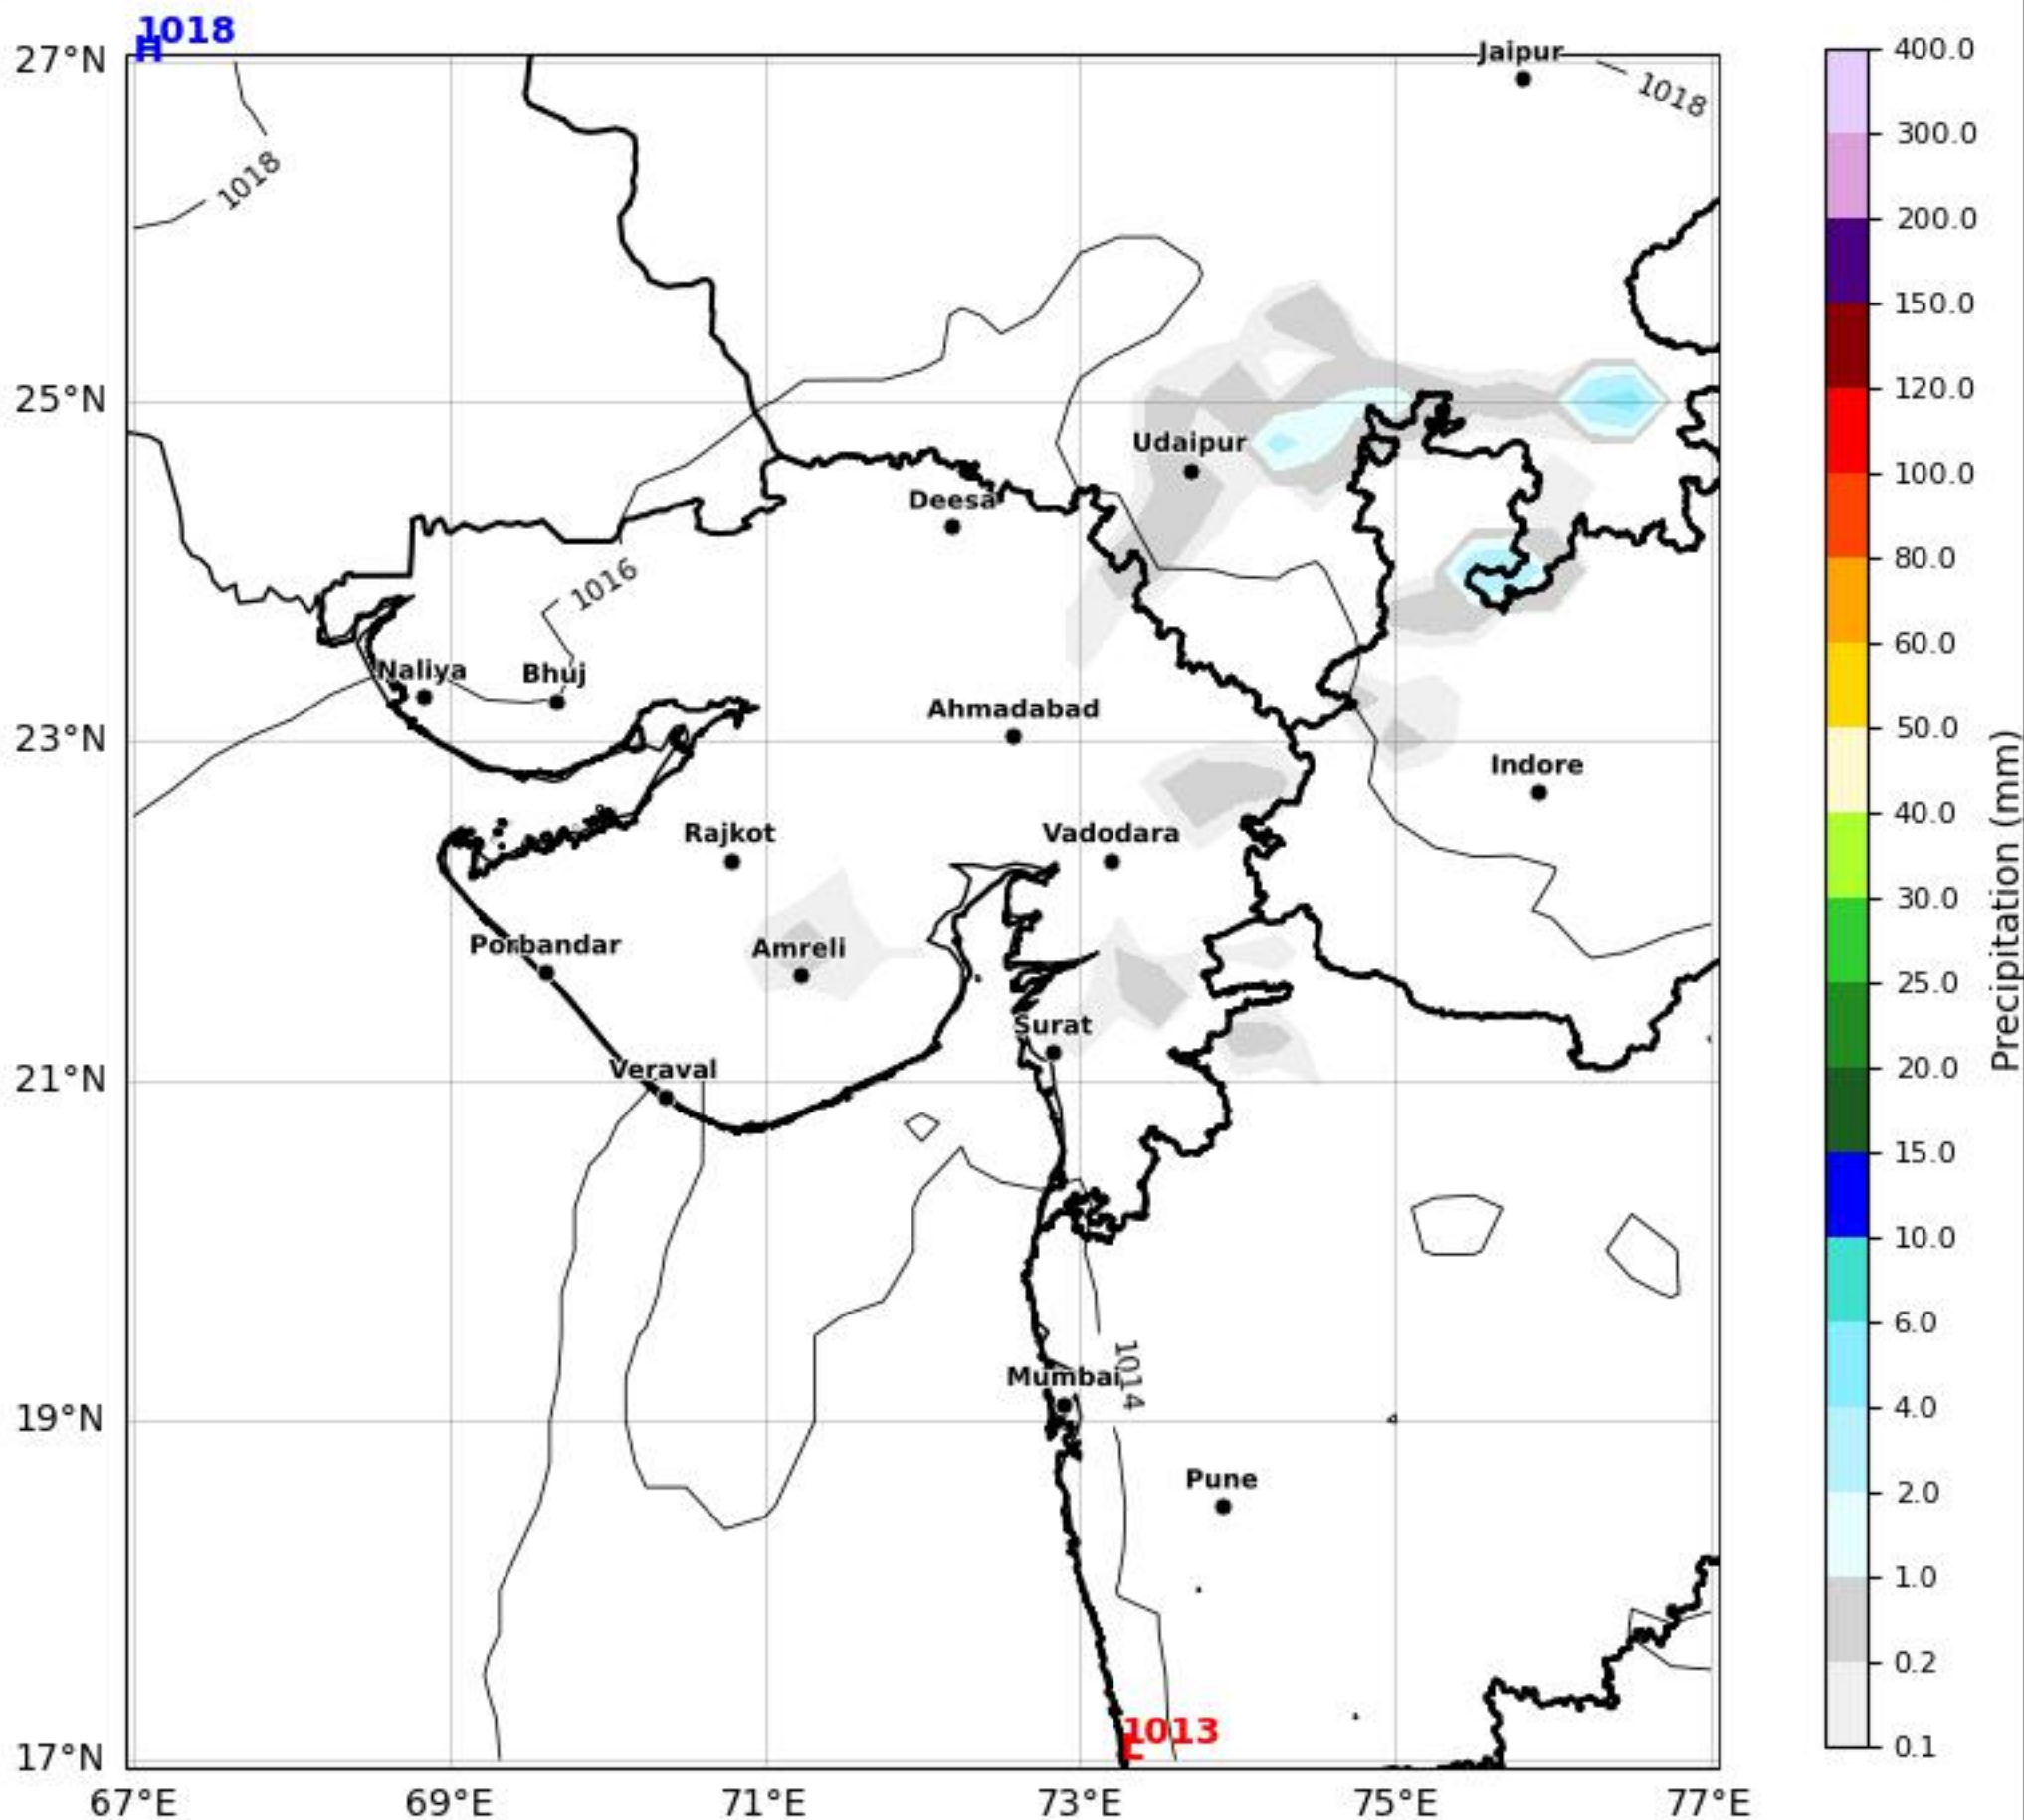 1018
H
27°N
25°N
23°N
21°N
19°N
17°N
67°E
69°E
71°E
73°E
75°E
77°E
Jaipur
1018
1018
Udaipur
Deesa
1016
Naliya
Bhuj
Ahmadabad
Indore
Rajkot
Vadodara
Porbandar
Amreli
Surat
Veraval
Mumbai
1014
Pune
1013
L
400.0
300.0
200.0
150.0
120.0
100.0
80.0
60.0
50.0
40.0
30.0
25.0
20.0
15.0
10.0
6.0
4.0
2.0
1.0
0.2
0.1
Precipitation (mm)